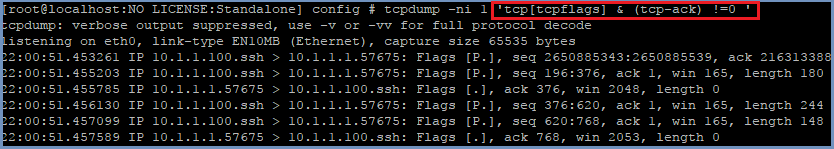 [root@localhost:NO LICENSE:Standalone] config # tcpdump -ni 1 'tcp[tcpflags] & (tcp-ack) !=0 '
tcpdump: verbose output suppressed, use -v or -vv for full protocol decode
listening on eth0, link-type EN10MB (Ethernet), capture size 65535 bytes
22:00:51.453261 IP 10.1.1.100.ssh > 10.1.1.1.57675: Flags [P.], seq 2650885343:2650885539, ack 216313388
22:00:51.455203 IP 10.1.1.100.ssh > 10.1.1.1.57675: Flags [P.], seq 196:376, ack 1, win 165, length 180
22:00:51.455785 IP 10.1.1.1.57675 > 10.1.1.100.ssh: Flags [.], ack 376, win 2048, length 0
22:00:51.456130 IP 10.1.1.100.ssh > 10.1.1.1.57675: Flags [P.], seq 376:620, ack 1, win 165, length 244
22:00:51.457099 IP 10.1.1.100.ssh > 10.1.1.1.57675: Flags [P.], seq 620:768, ack 1, win 165, length 148
22:00:51.457589 IP 10.1.1.1.57675 > 10.1.1.100.ssh: Flags [.], ack 768, win 2053, length 0